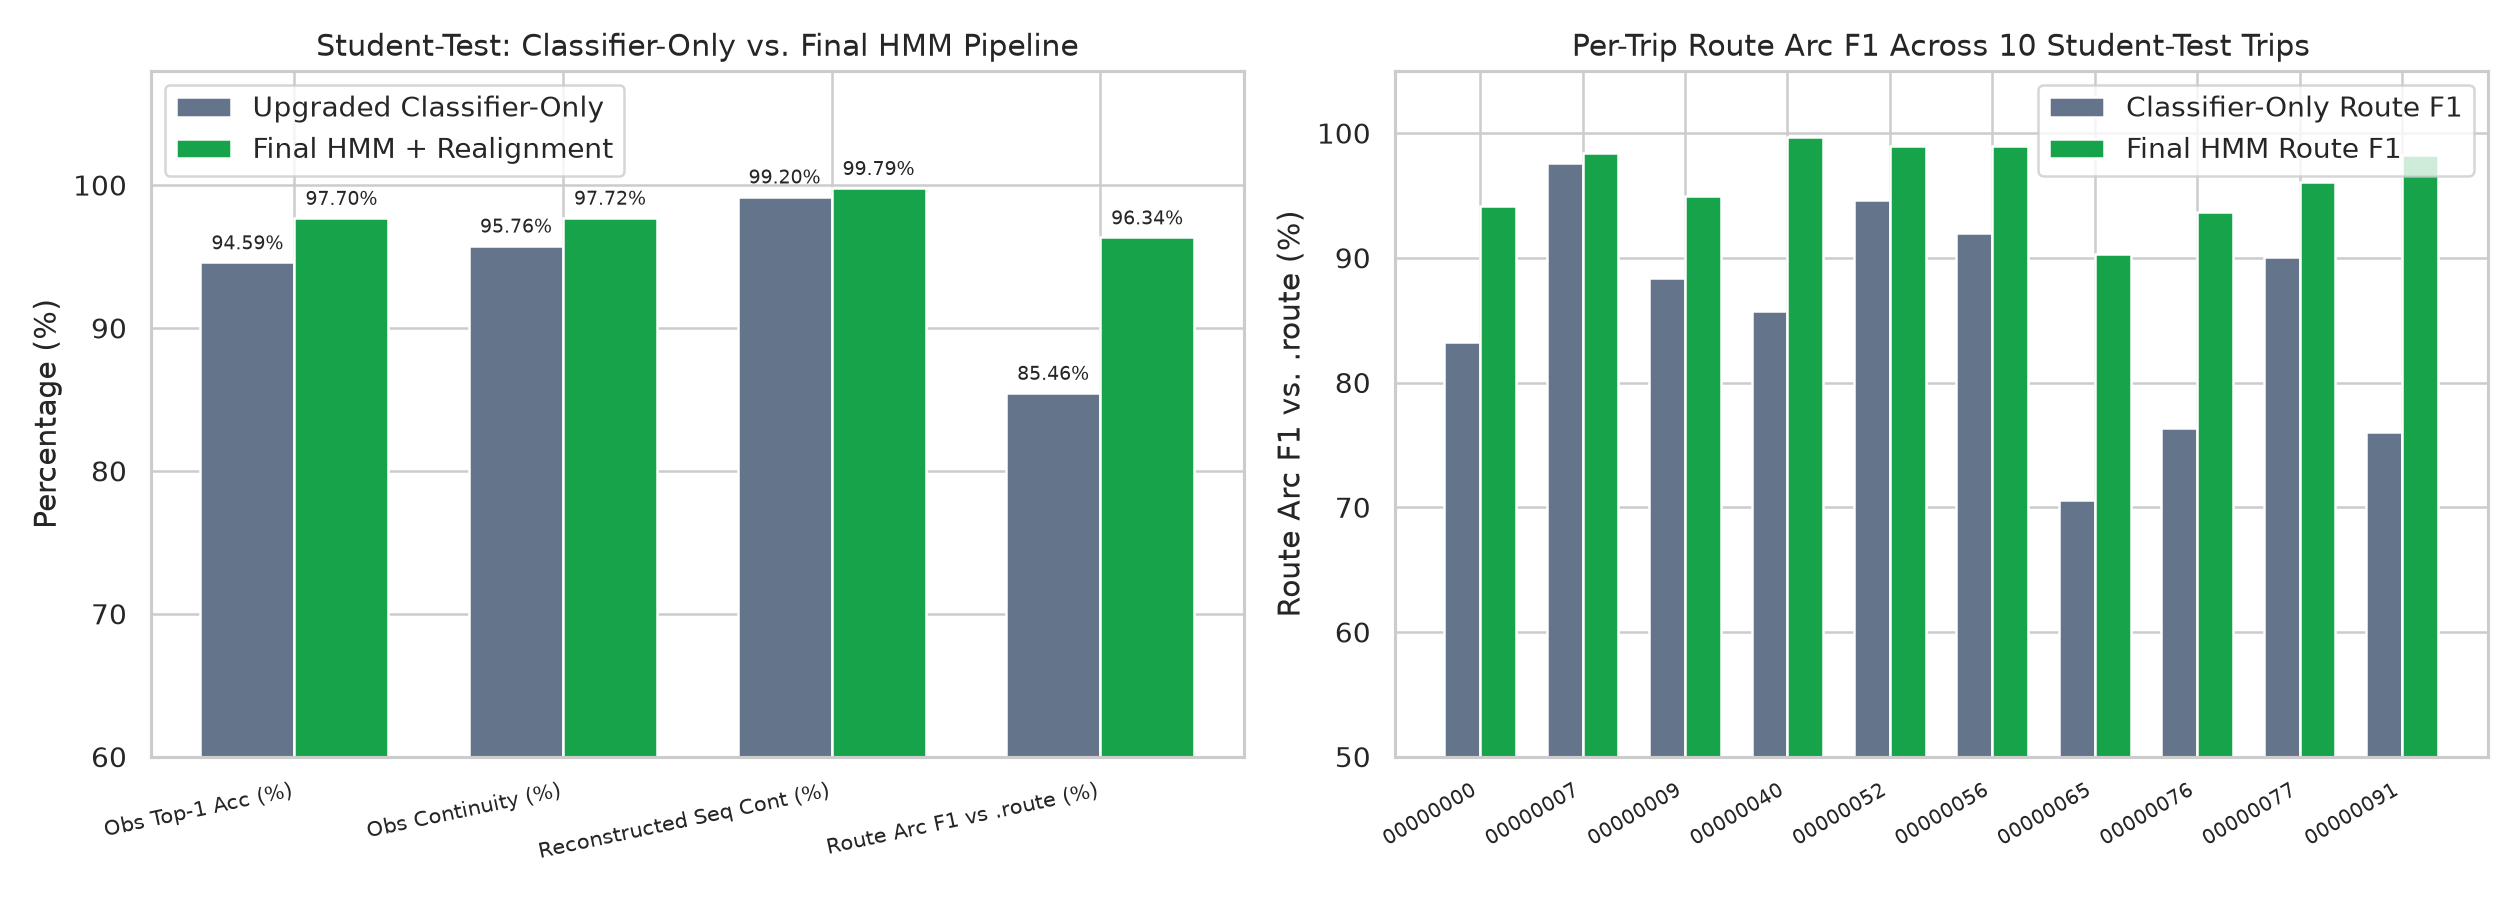 Student-Test: Classifier-Only vs. Final HMM Pipeline
Upgraded Classifier-Only
Final HMM + Realignment
Percentage (%)
100
90
80
70
60
94.59%
97.70%
95.76%
97.72%
99.20%
99.79%
85.46%
96.34%
Obs Top-1 Acc (%)
Obs Continuity (%)
Reconstructed Seq Cont (%)
Route Arc F1 vs .route (%)
Per-Trip Route Arc F1 Across 10 Student-Test Trips
Classifier-Only Route F1
Final HMM Route F1
Route Arc F1 vs. .route (%)
100
90
80
70
60
50
00000000
00000007
00000009
00000040
00000052
00000056
00000065
00000076
00000077
00000091